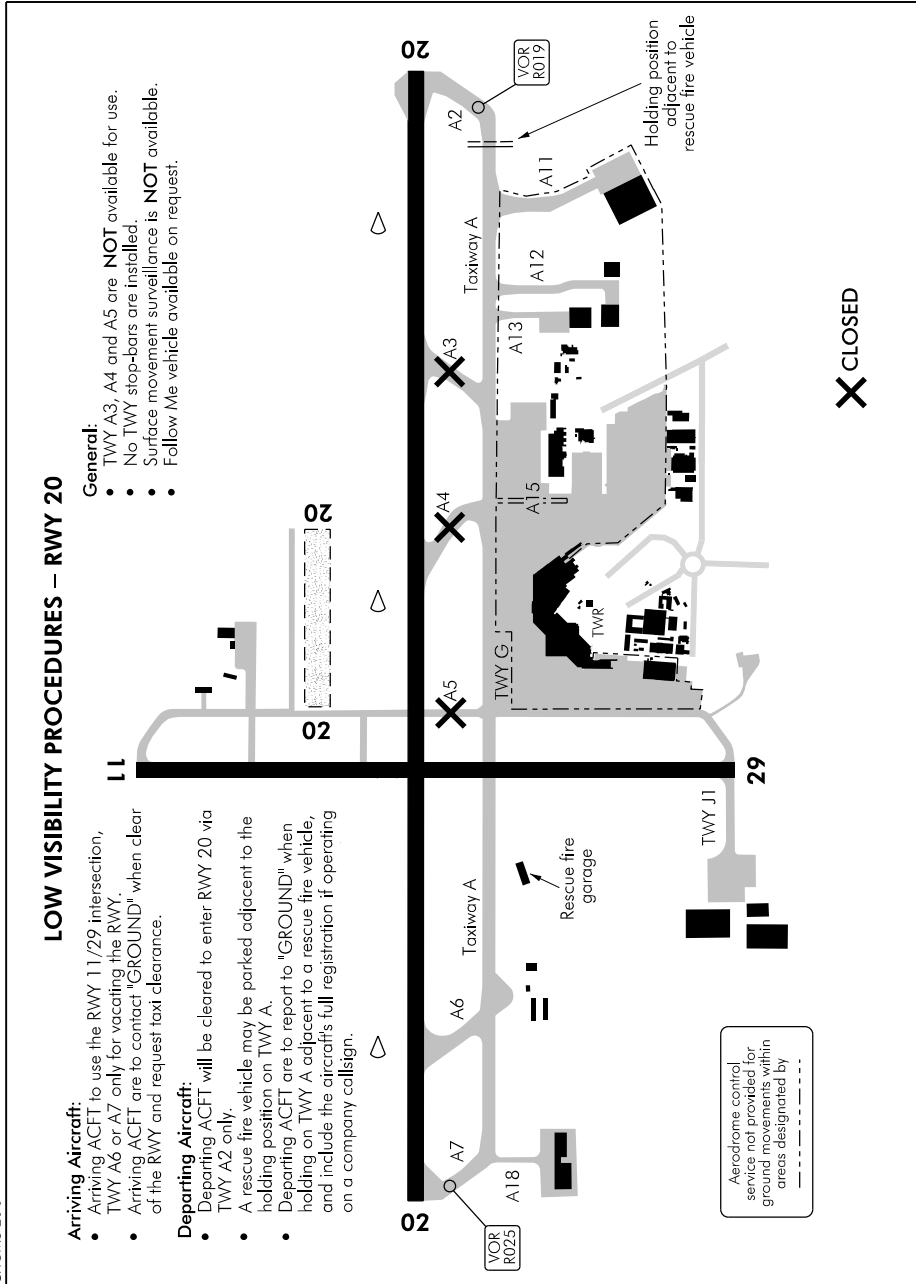 LOW VISIBILITY PROCEDURES – RWY 20
Arriving Aircraft:
• Arriving ACFT to use the RWY 11/29 intersection,
TWY A6 or A7 only for vacating the RWY.
• Arriving ACFT are to contact "GROUND" when clear
of the RWY and request taxi clearance.
Departing Aircraft:
• Departing ACFT will be cleared to enter RWY 20 via
TWY A2 only.
• A rescue fire vehicle may be parked adjacent to the
holding position on TWY A.
• Departing ACFT are to report to "GROUND" when
holding on TWY A adjacent to a rescue fire vehicle,
and include the aircraft's full registration if operating
on a company callsign.
General:
• TWY A3, A4 and A5 are NOT available for use.
• No TWY stop-bars are installed.
• Surface movement surveillance is NOT available.
• Follow Me vehicle available on request.
11
02
20
02
20
A7
A6
A5
A4
A3
A2
VOR
R025
VOR
R019
Taxiway A
Taxiway A
A18
TWY G
A15
A13
A12
A11
Rescue fire
garage
TWR
Holding position
adjacent to
rescue fire vehicle
TWY J1
29
Aerodrome control
service not provided for
ground movements within
areas designated by
CLOSED